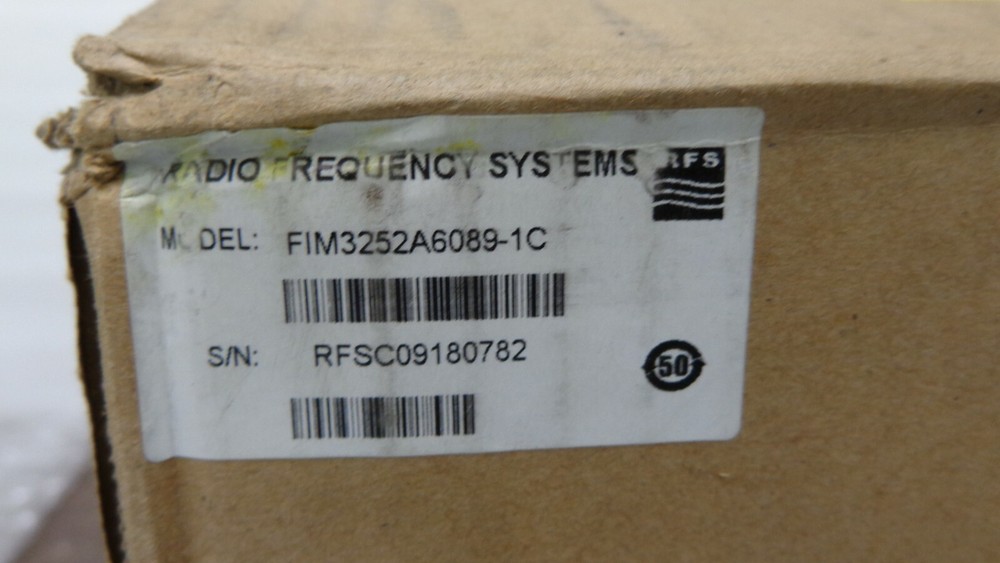 RADIO FREQUENCY SYSTEMS RFS
MODEL: FIM3252A6089-1C
S/N: RFSC09180782
50